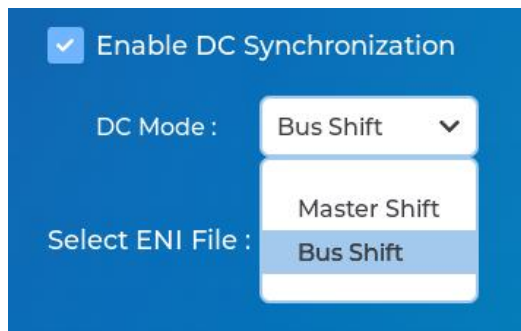 Enable DC Synchronization
DC Mode : Bus Shift
Master Shift
Select ENI File :
Bus Shift